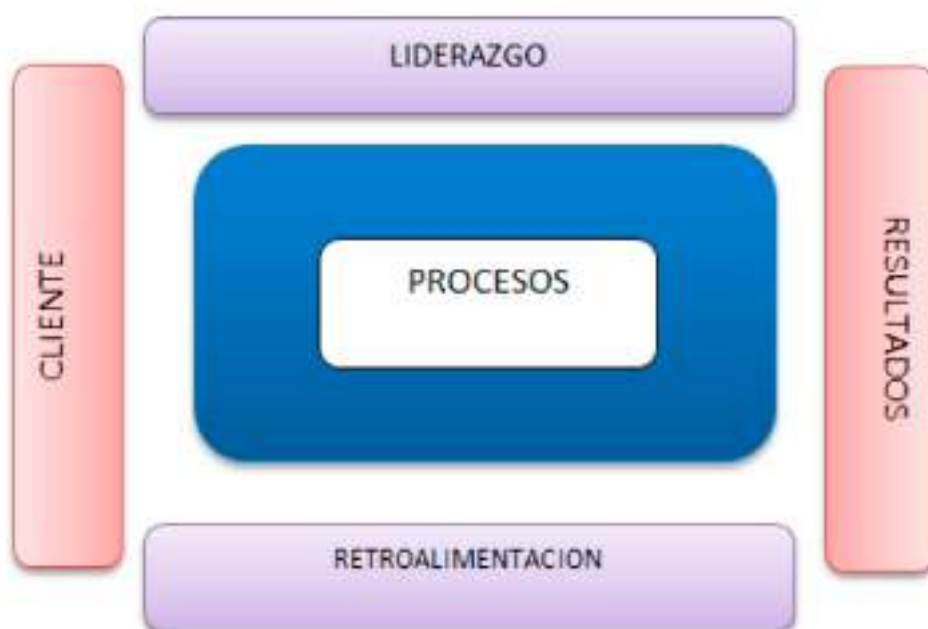 LIDERAZGO
CLIENTE
PROCESOS
RESULTADOS
RETROALIMENTACION